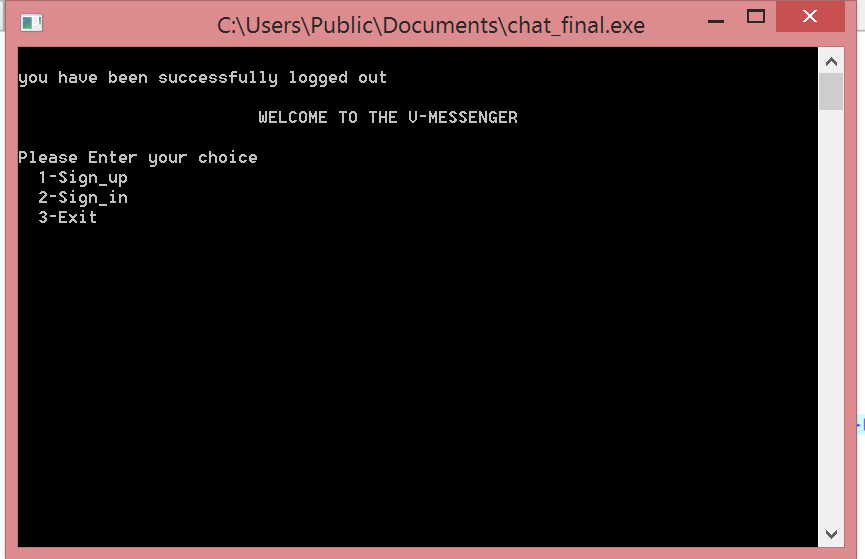 C:\Users\Public\Documents\chat_final.exe
you have been successfully logged out
WELCOME TO THE V-MESSENGER
Please Enter your choice
1-Sign_up
2-Sign_in
3-Exit